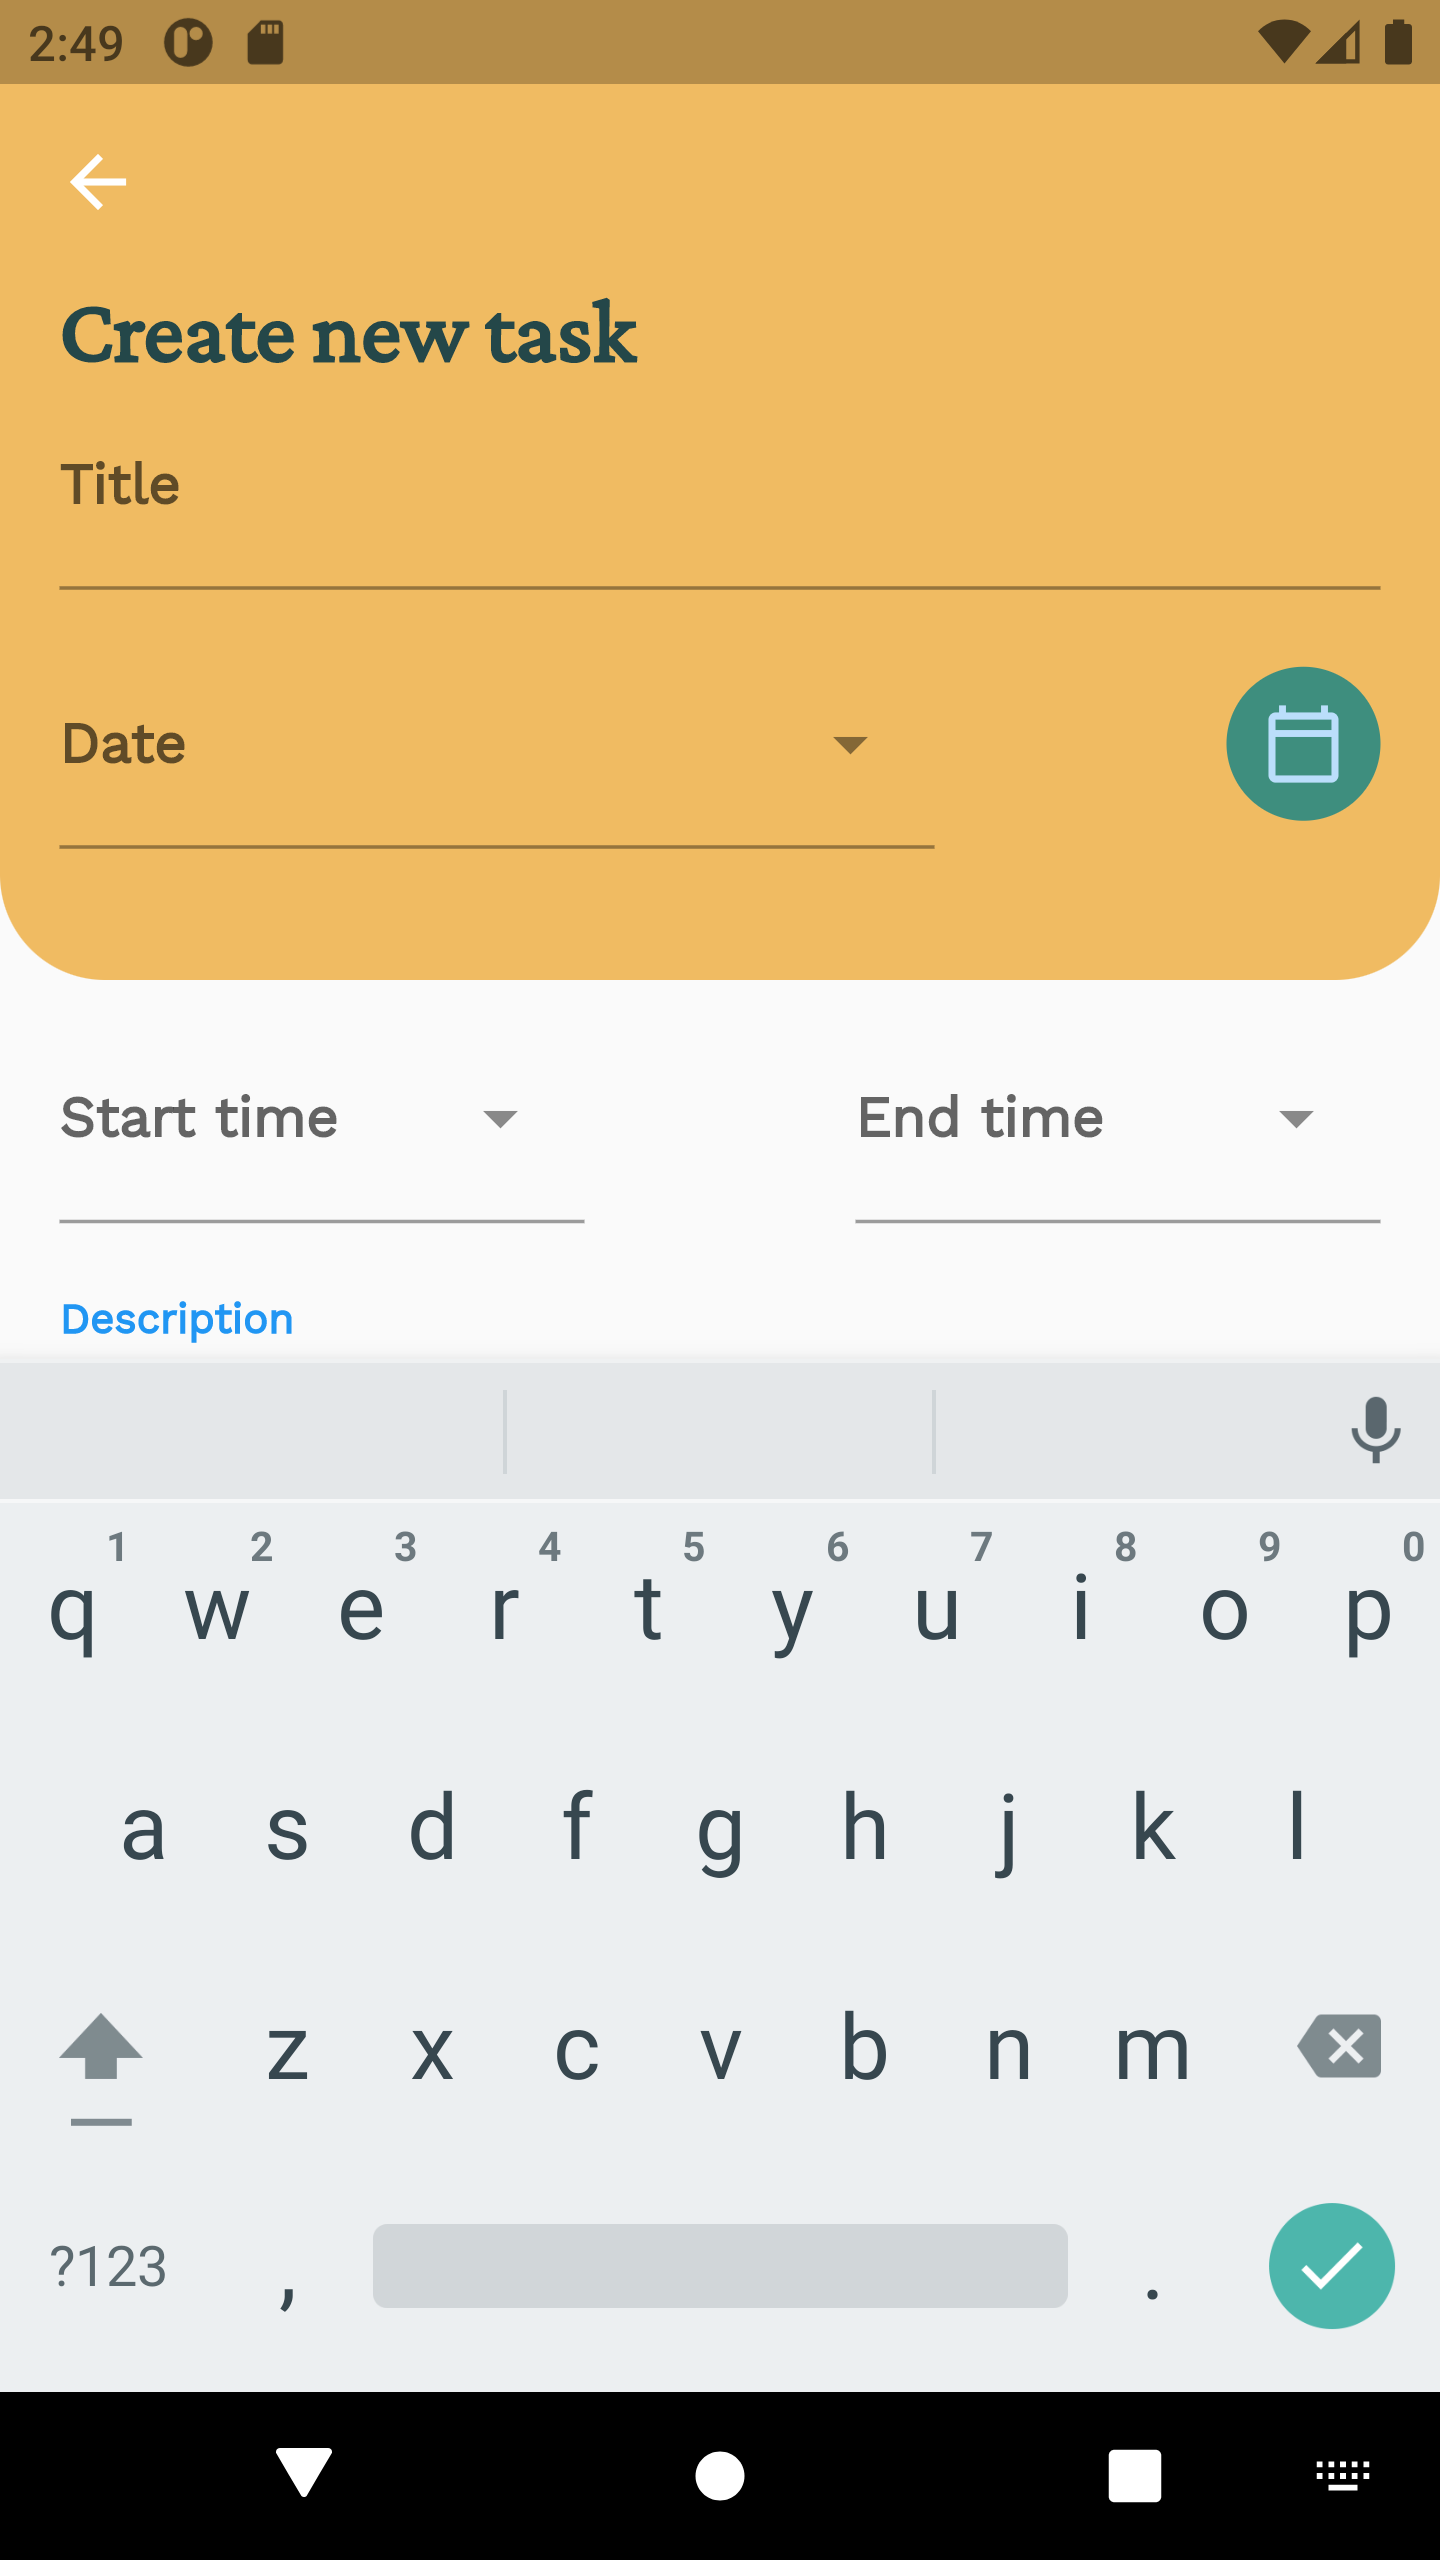 2:49
Create new task
Title
Date
Start time End time
Description
1 2 3 4 5 6 7 8 9 0
q w e r t y u i o p
a s d f g h j k l
z x c v b n m
?123 , .